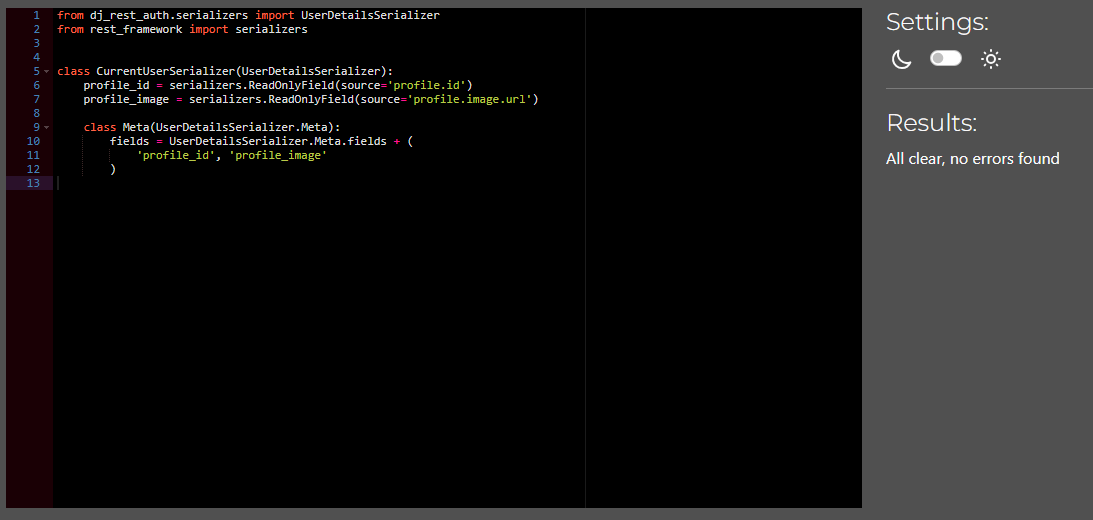 1 from dj_rest_auth.serializers import UserDetailsSerializer
2 from rest_framework import serializers
3
4
5 class CurrentUserSerializer(UserDetailsSerializer):
6     profile_id = serializers.ReadOnlyField(source='profile.id')
7     profile_image = serializers.ReadOnlyField(source='profile.image.url')
8
9     class Meta(UserDetailsSerializer.Meta):
10         fields = UserDetailsSerializer.Meta.fields + (
11             'profile_id', 'profile_image'
12         )
13
Settings:
Results:
All clear, no errors found